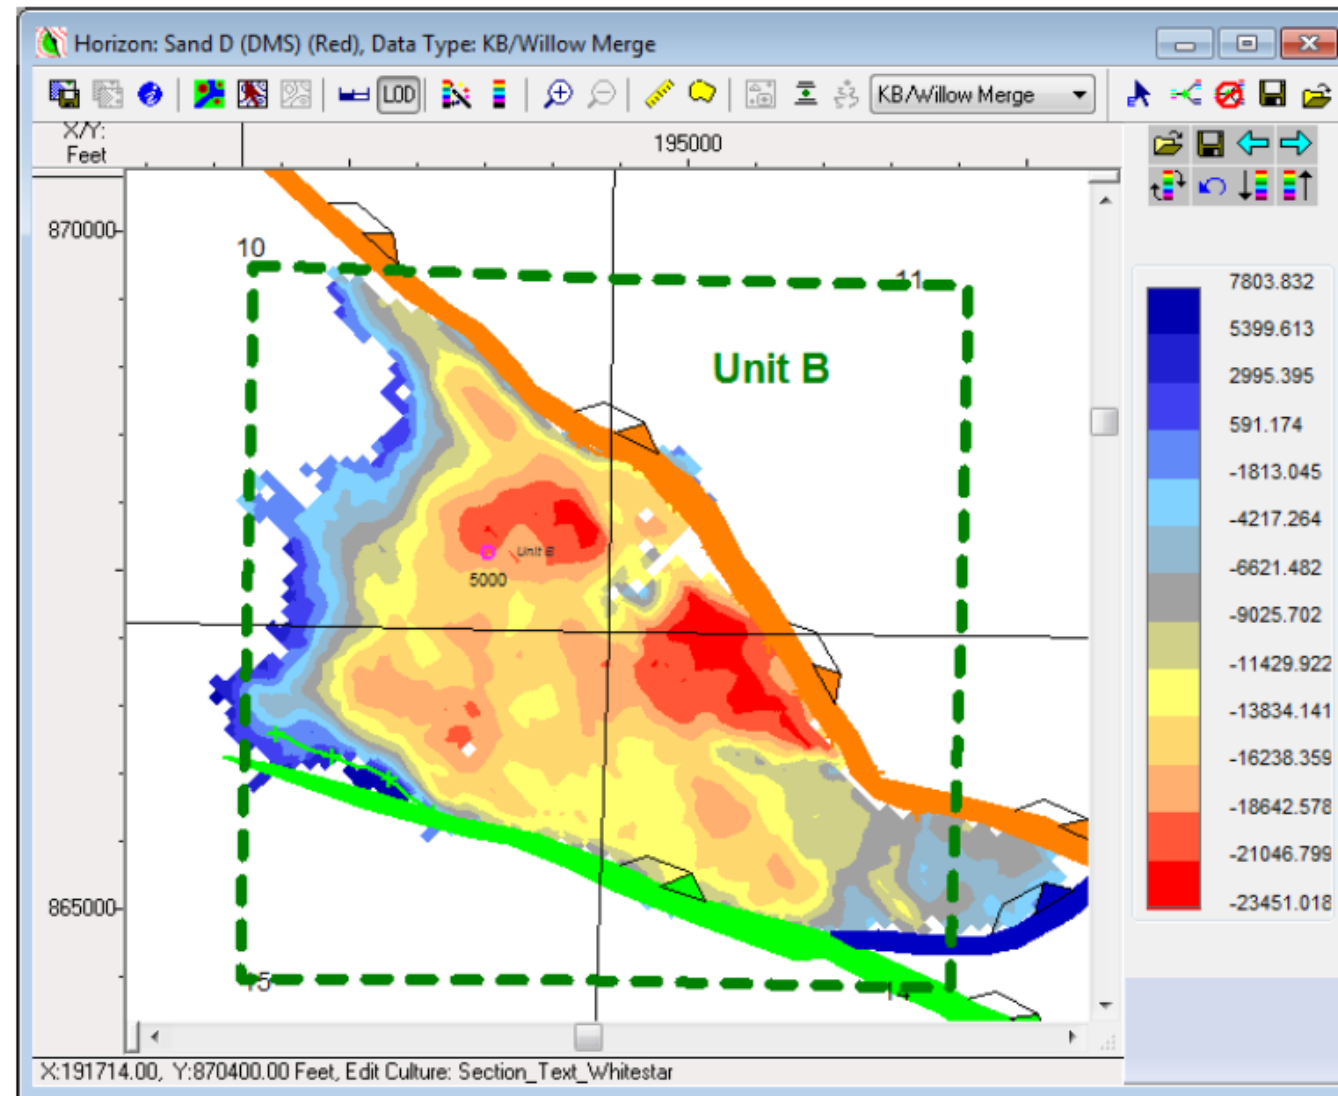 Horizon: Sand D (DMS) (Red), Data Type: KB/Willow Merge
LOD
KB/Willow Merge
X/Y:
Feet
195000
870000
865000
10
11
Unit B
Unit B
5000
15
14
7803.832
5399.613
2995.395
591.174
-1813.045
-4217.264
-6621.482
-9025.702
-11429.922
-13834.141
-16238.359
-18642.578
-21046.799
-23451.018
X:191714.00, Y:870400.00 Feet, Edit Culture: Section_Text_Whitestar